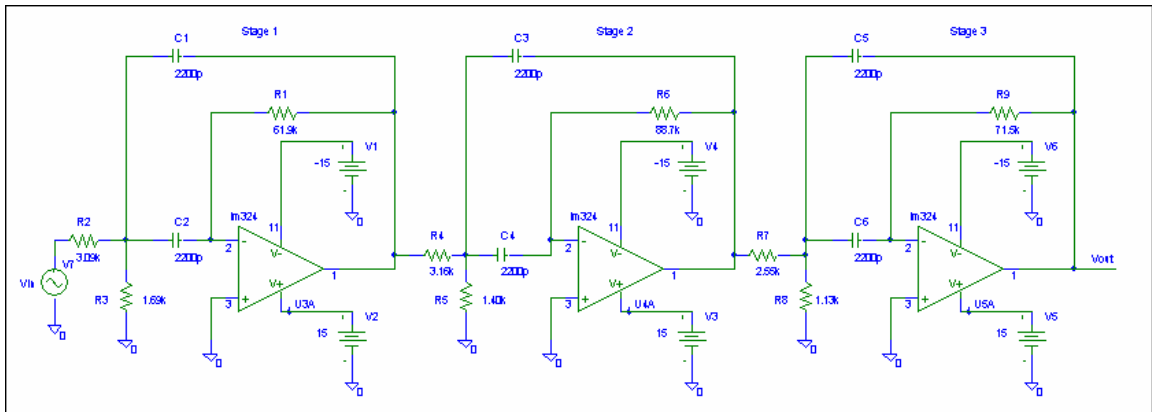 Stage 1
C1
2200p
R1
61.9k
V1
-15
0
R2
3.09k
C2
2200p
lm324
11
V-
2
-
V+
3
+
1
U3A
V7
Vin
0
R3
1.69k
0
0
V2
15
0
Stage 2
C3
2200p
R6
88.7k
V4
-15
0
R4
3.16k
C4
2200p
lm324
11
V-
2
-
V+
3
+
1
U4A
R5
1.40k
0
0
V3
15
0
Stage 3
C5
2200p
R9
71.5k
V6
-15
0
R7
C6
2200p
lm324
11
V-
2
-
V+
3
+
1
U5A
Vout
R8
1.13k
0
0
V5
15
0